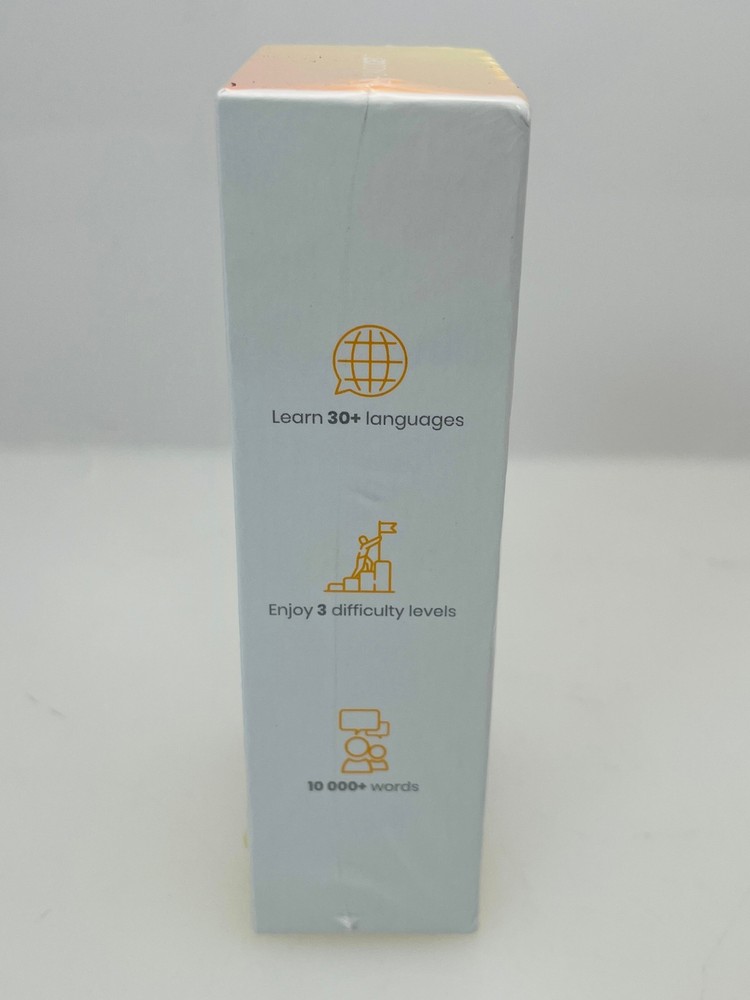 Learn 30+ languages
Enjoy 3 difficulty levels
10 000+ words